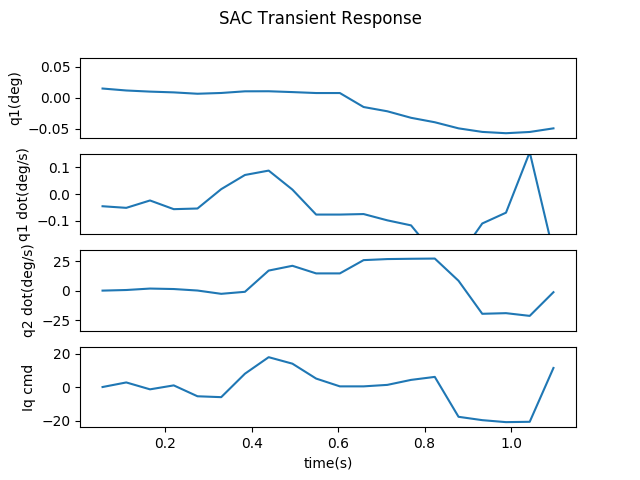 SAC Transient Response
q1(deg)
0.05
0.00
−0.05
q1 dot(deg/s)
0.1
0.0
−0.1
q2 dot(deg/s)
25
0
−25
Iq cmd
20
0
−20
0.2 0.4 0.6 0.8 1.0
time(s)